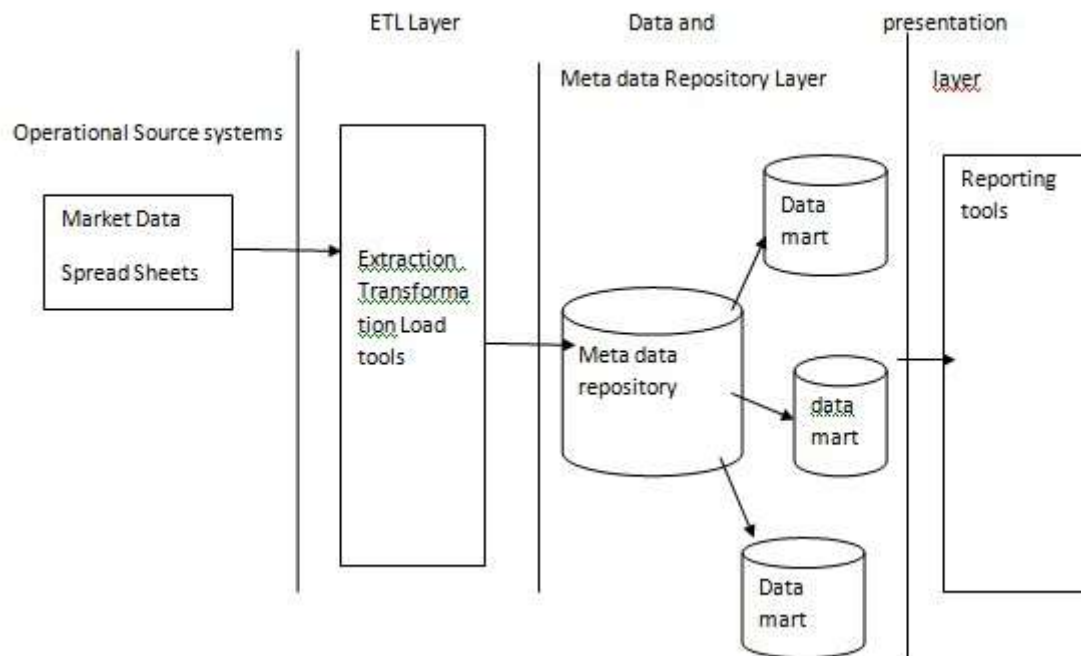 ETL Layer
Data and
presentation
Meta data Repository Layer
layer
Operational Source systems
Market Data
Spread Sheets
Extraction
Transforma
tion Load
tools
Meta data
repository
Data
mart
data
mart
Data
mart
Reporting
tools